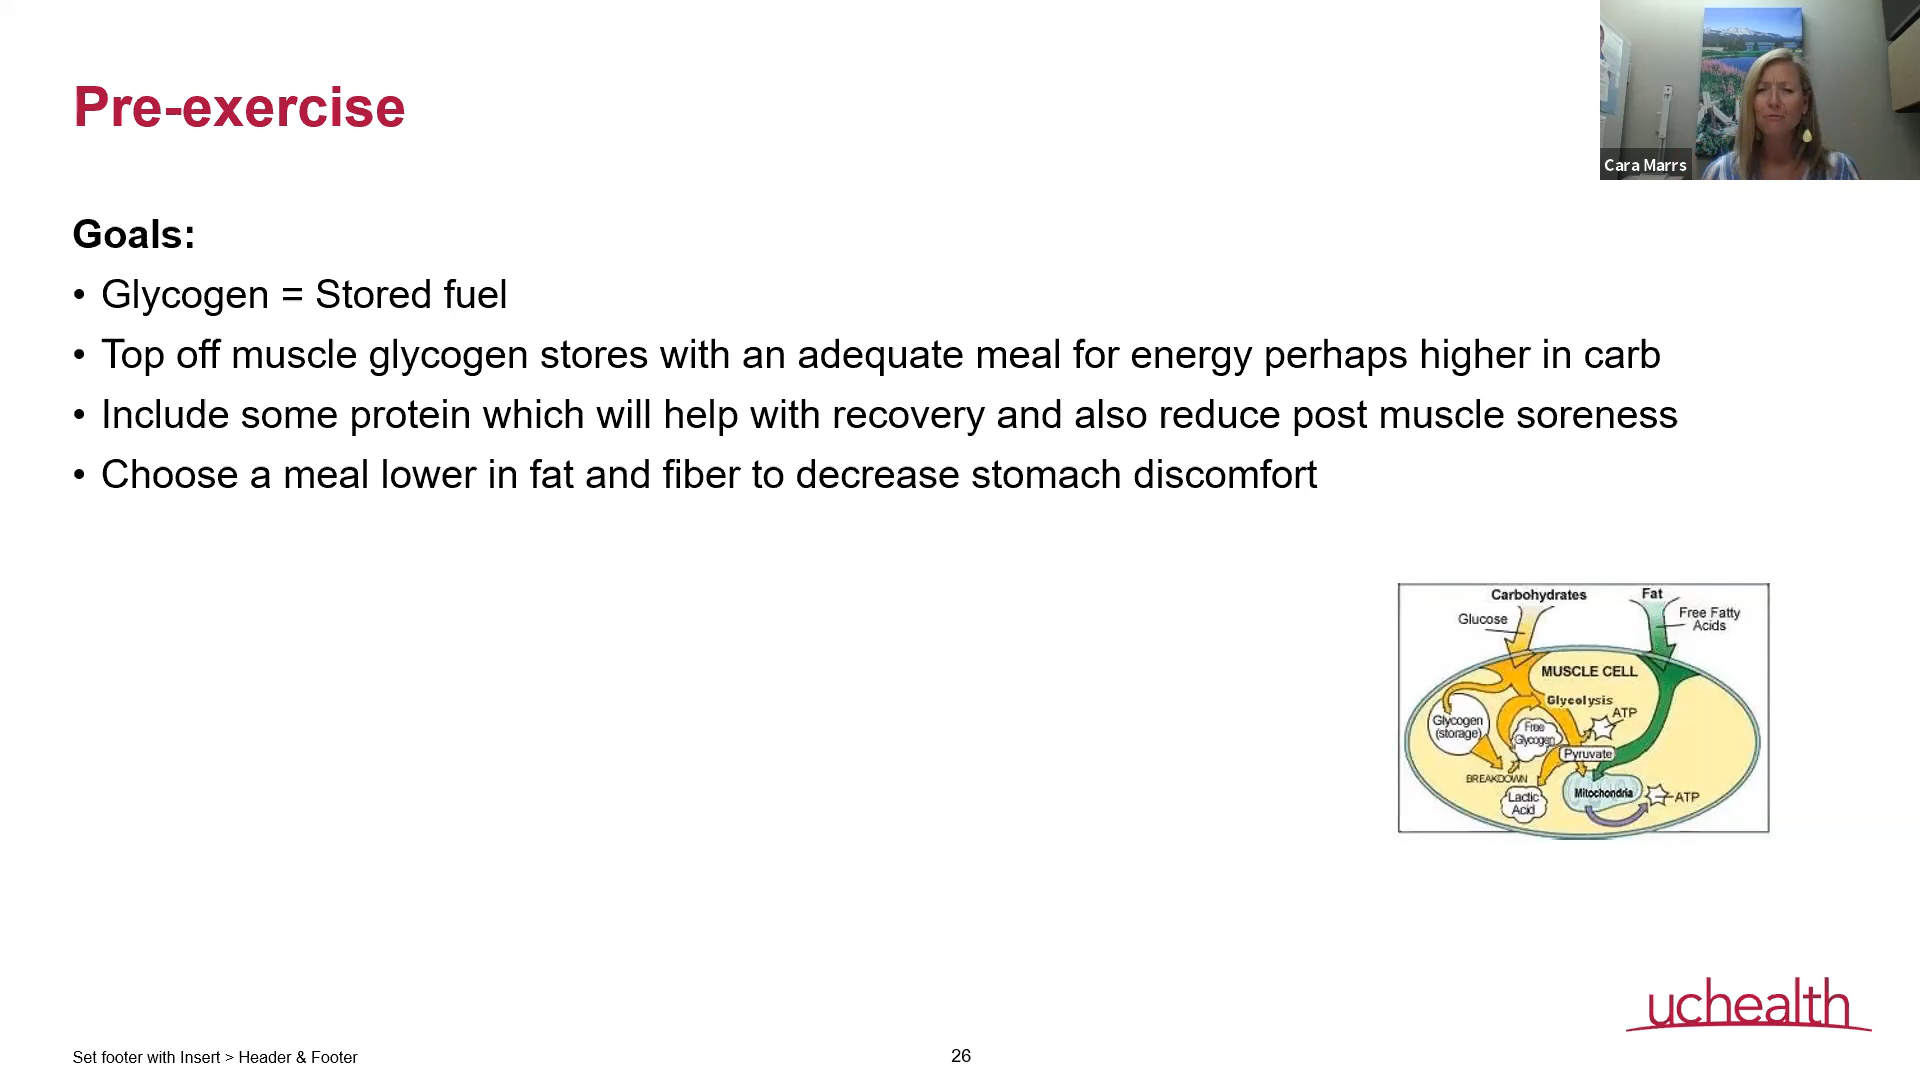 Pre-exercise
Cara Marrs
Goals:
• Glycogen = Stored fuel
• Top off muscle glycogen stores with an adequate meal for energy perhaps higher in carb
• Include some protein which will help with recovery and also reduce post muscle soreness
• Choose a meal lower in fat and fiber to decrease stomach discomfort
Carbohydrates
Fat
Glucose
Free Fatty
Acids
MUSCLE CELL
Glycolysis
ATP
Glycogen
(storage)
Free
Glycogen
Pyruvate
BREAKDOWN
Lactic
Acid
Mitochondria
ATP
uchealth
Set footer with Insert > Header & Footer
26